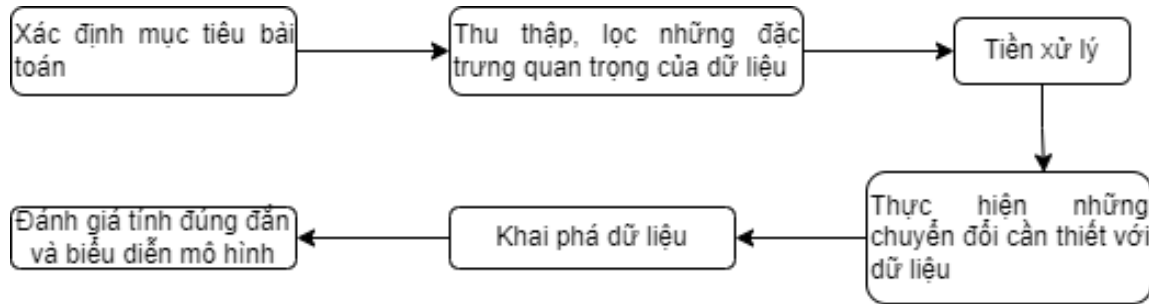 Xác định mục tiêu bài
toán
Thu thập, lọc những đặc
trưng quan trọng của dữ liệu
Tiền xử lý
Thực hiện những
chuyển đổi cần thiết với
dữ liệu
Khai phá dữ liệu
Đánh giá tính đúng đắn
và biểu diễn mô hình